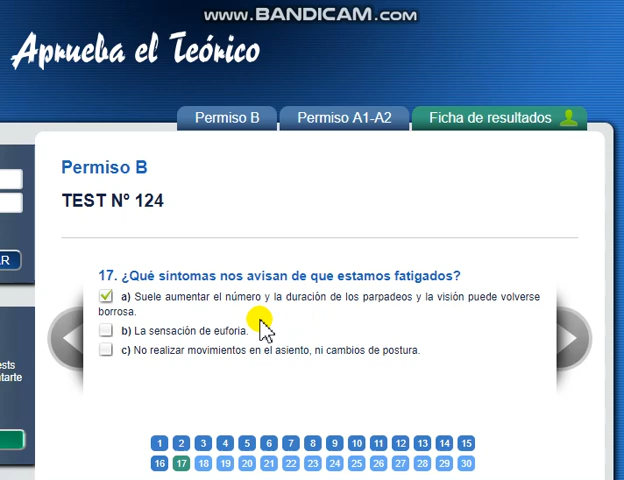 www.BANDICAM.com
Aprueba el Teórico
Permiso B
Permiso A1-A2
Ficha de resultados
Permiso B
TEST Nº 124
17. ¿Qué síntomas nos avisan de que estamos fatigados?
a) Suele aumentar el número y la duración de los parpadeos y la visión puede volverse
borrosa.
b) La sensación de euforia.
c) No realizar movimientos en el asiento, ni cambios de postura.
1 2 3 4 5 6 7 8 9 10 11 12 13 14 15
16 17 18 19 20 21 22 23 24 25 26 27 28 29 30